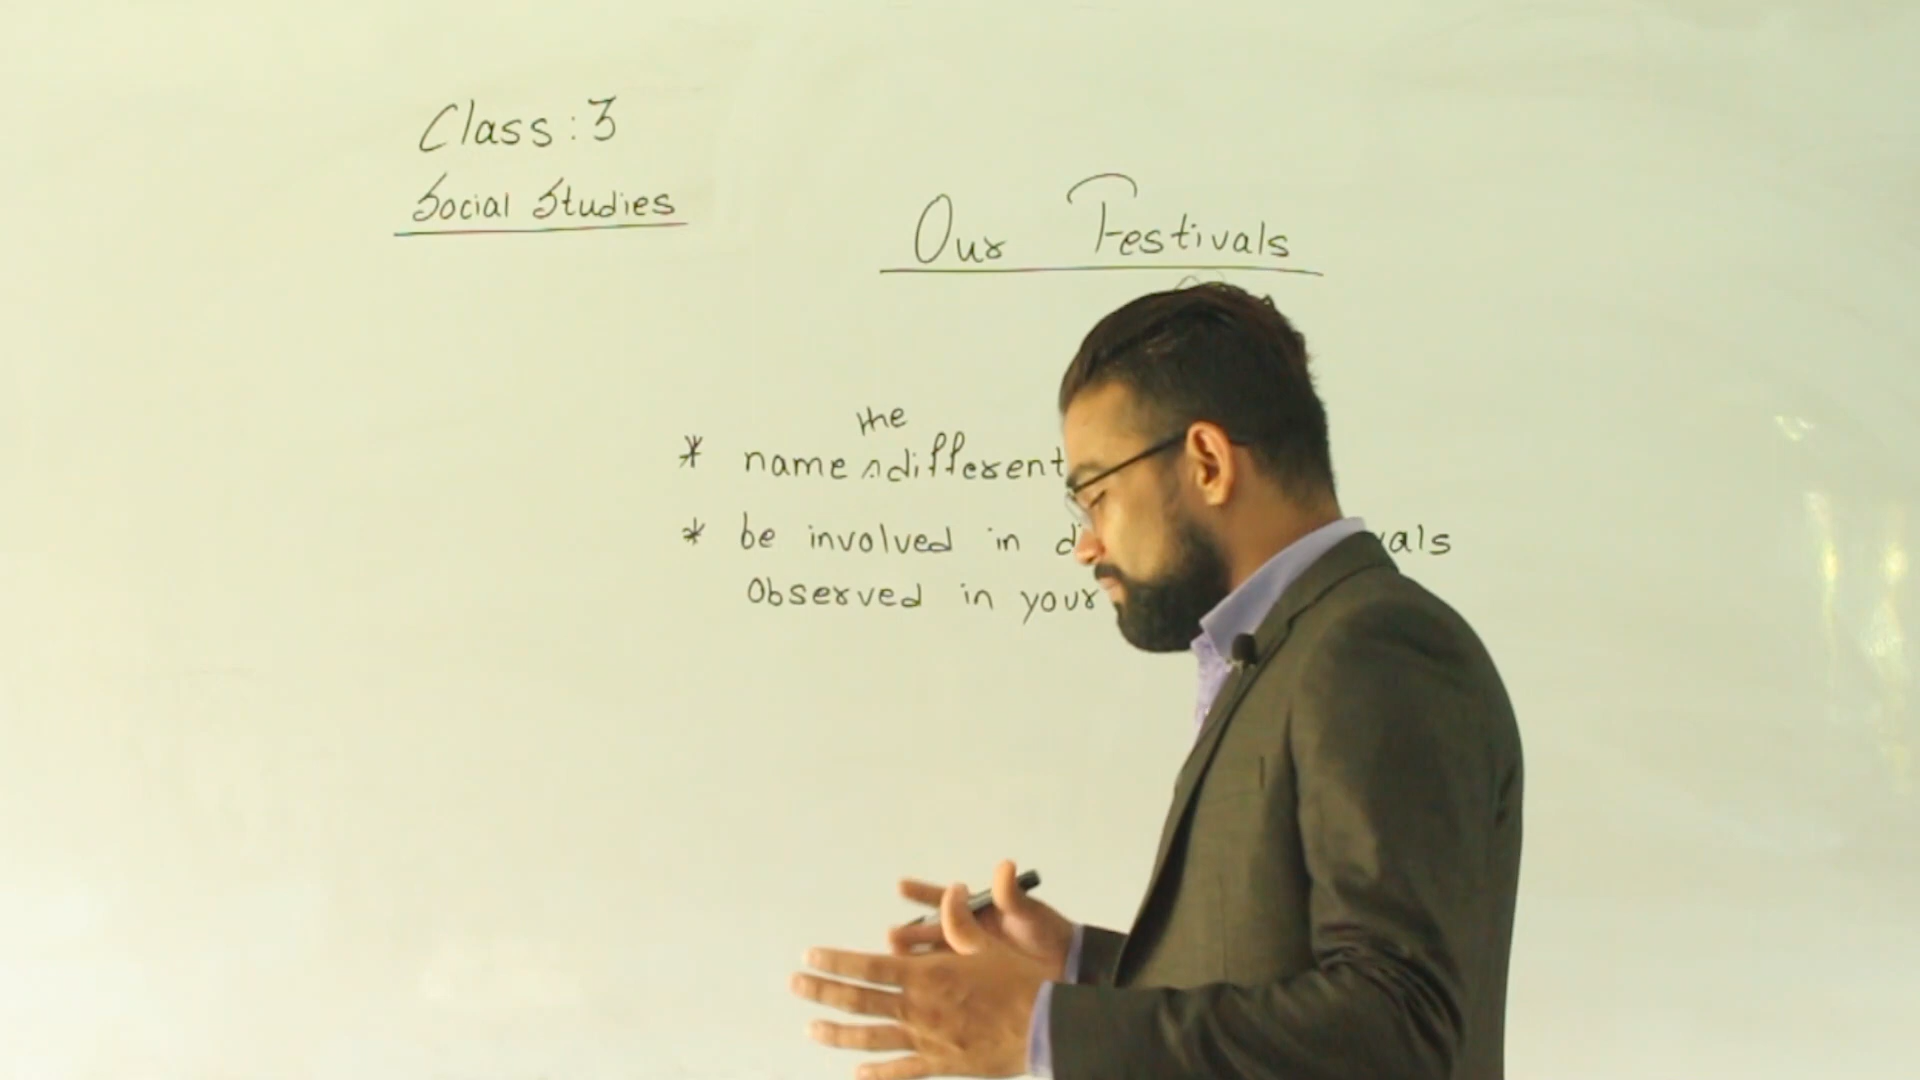 Class: 3
Social Studies
Our Festivals
* name the different
* be involved in
Observed in your